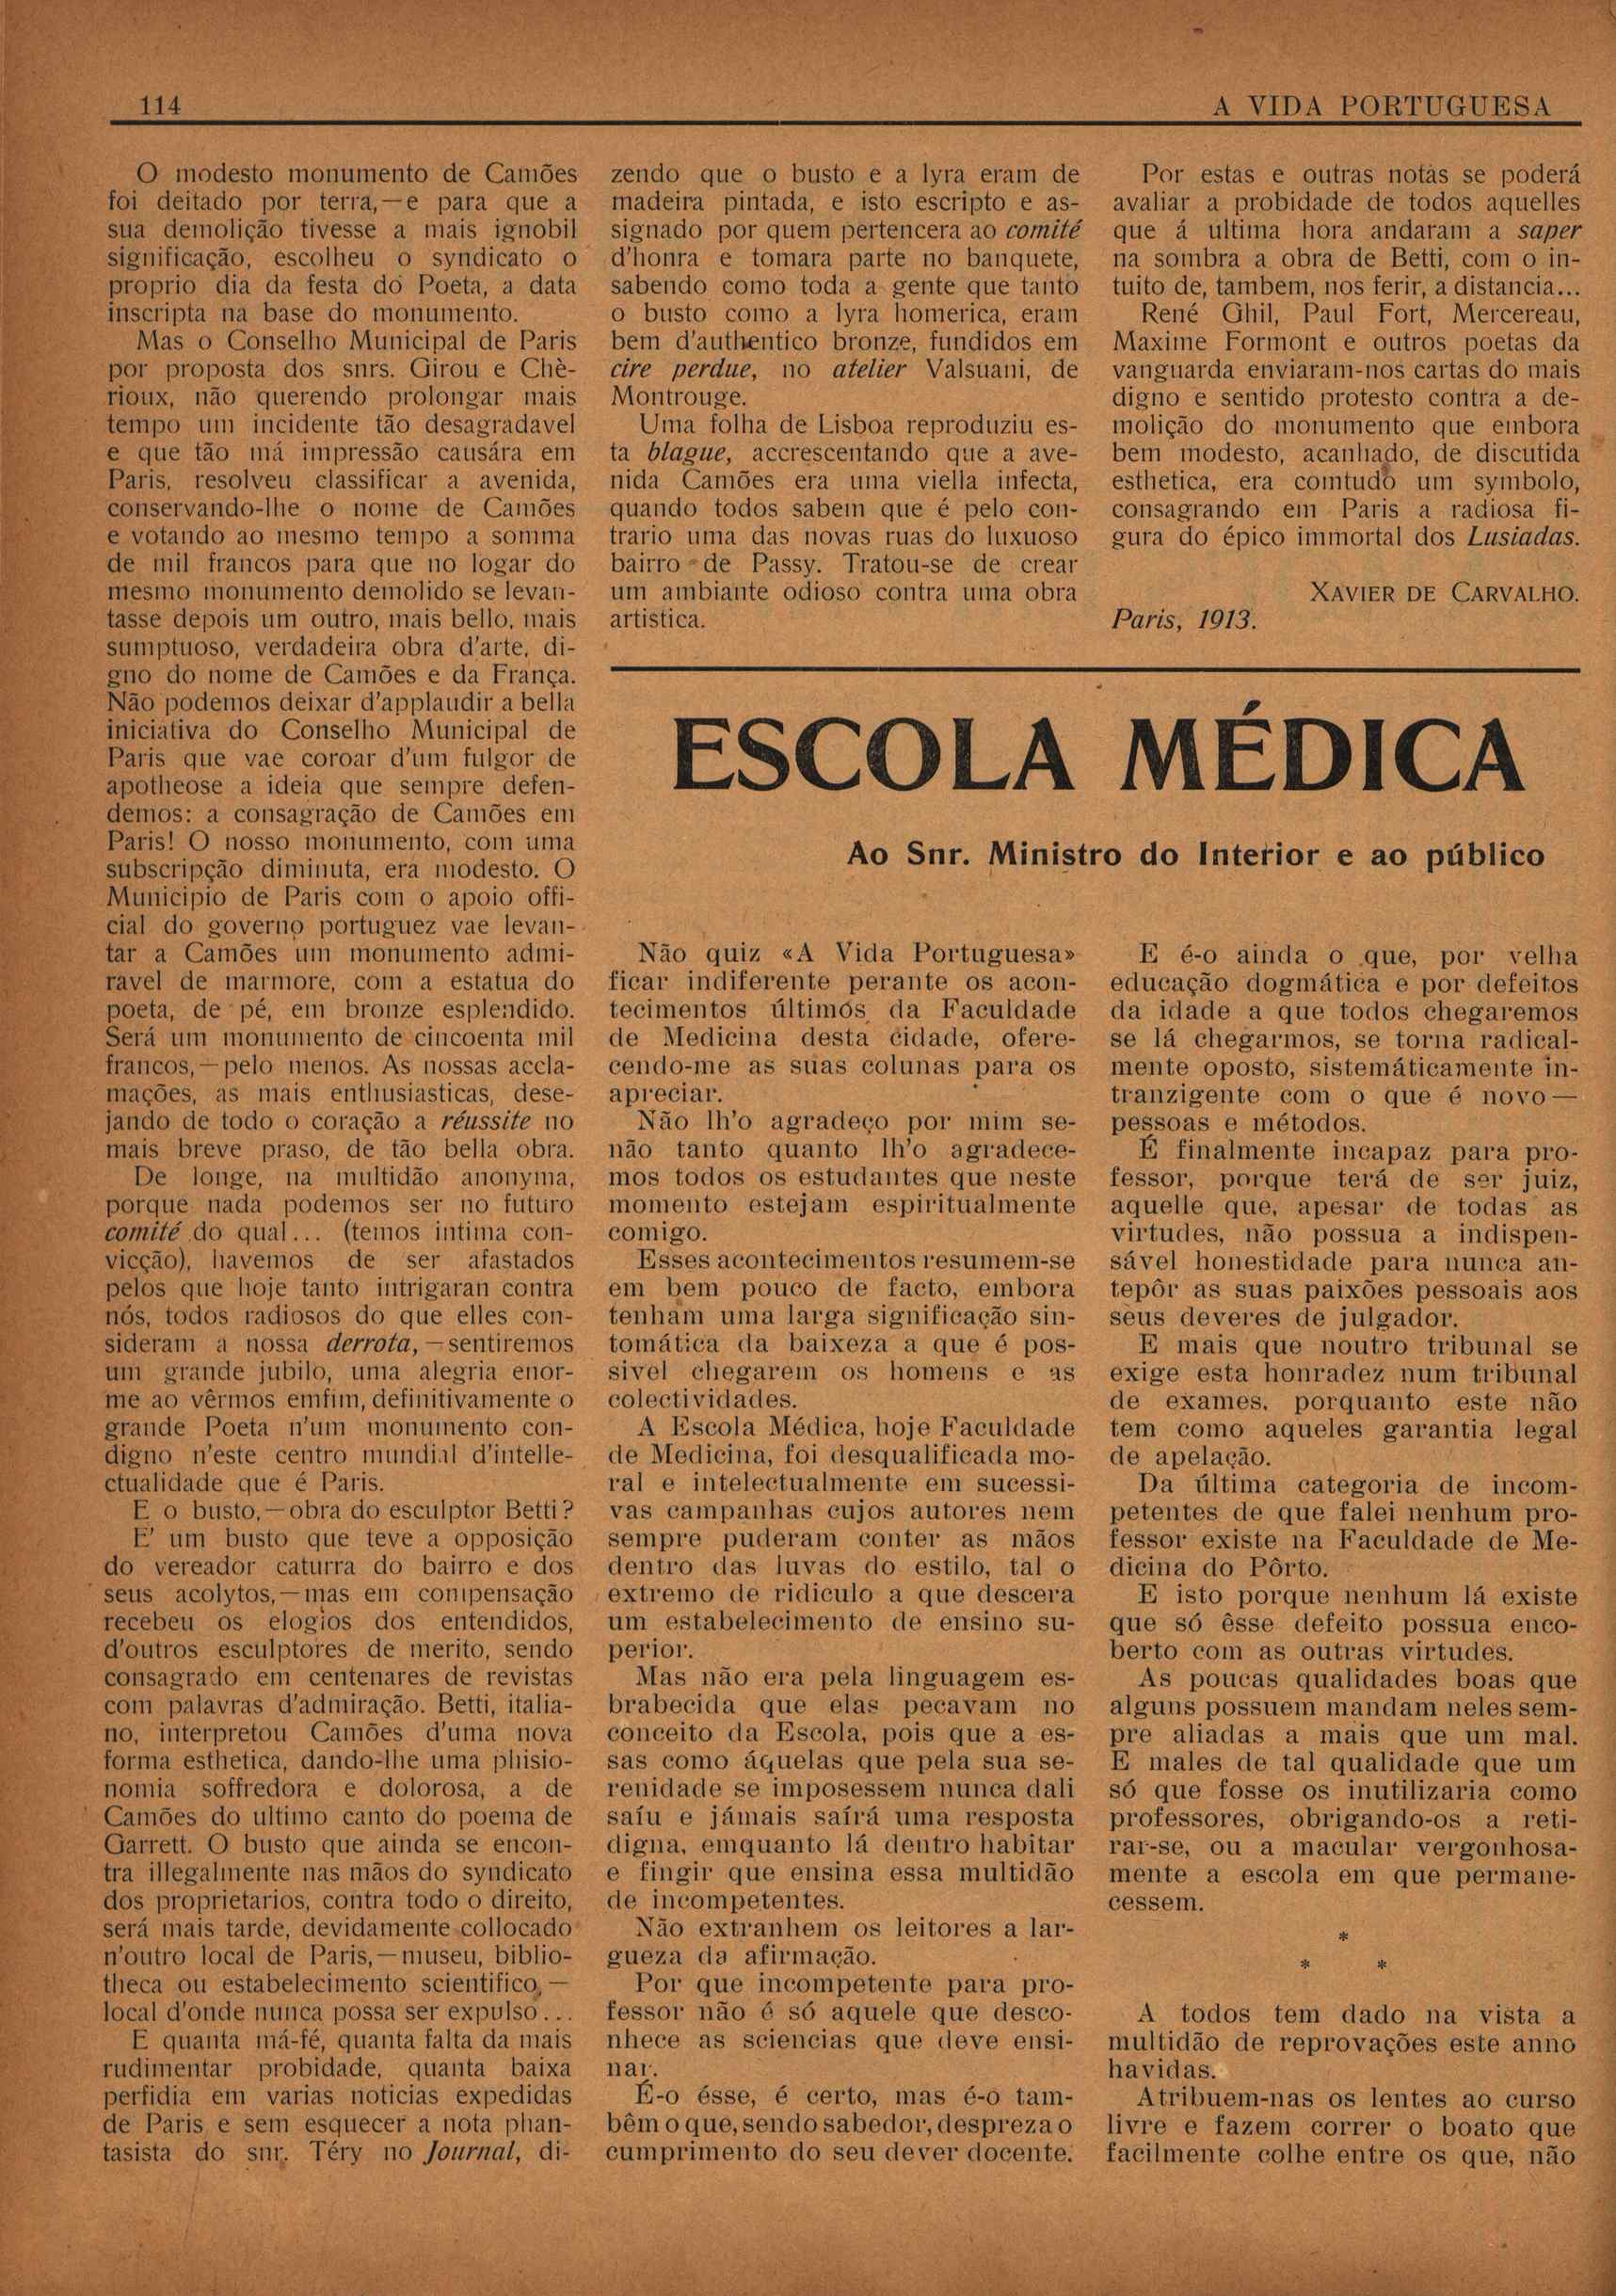 114
A VIDA PORTUGUESA
O modesto monumento de Camões
foi deitado por terra,—e para que a
sua demolição tivesse a mais ignobil
significação, escolheu o syndicato o
proprio dia da festa do Poeta, a data
inscripta na base do monumento.
Mas o Conselho Municipal de Paris
por proposta dos snrs. Girou e Chè-
rioux, não querendo prolongar mais
tempo um incidente tão desagradavel
e que tão má impressão causára em
Paris, resolveu classificar a avenida,
conservando-lhe o nome de Camões
e votando ao mesmo tempo a somma
de mil francos para que no logar do
mesmo monumento demolido se levan-
tasse depois um outro, mais bello, mais
sumptuoso, verdadeira obra d'arte, di-
gno do nome de Camões e da França.
Não podemos deixar d'applaudir a bella
iniciativa do Conselho Municipal de
Paris que vae coroar d'um fulgor de
apotheose a ideia que sempre defen-
demos: a consagração de Camões em
Paris! O nosso monumento, com uma
subscripção diminuta, era modesto. O
Municipio de Paris com o apoio offi-
cial do governo portuguez vae levan-
tar a Camões um monumento admi-
ravel de marmore, com a estatua do
poeta, de pé, em bronze esplendido.
Será um monumento de cincoenta mil
francos,—pelo menos. As nossas accla-
mações, as mais enthusiasticas, dese-
jando de todo o coração a réussite no
mais breve praso, de tão bella obra.
De longe, na multidão anonyma,
porque nada podemos ser no futuro
comité do qual... (temos intima con-
vicção), havemos de ser afastados
pelos que hoje tanto intrigaran contra
nós, todos radiosos do que elles con-
sideram a nossa derrota,—sentiremos
um grande jubilo, uma alegria enor-
me ao vêrmos emfim, definitivamente o
grande Poeta n'um monumento con-
digno n'este centro mundial d'intelle-
ctualidade que é Paris.
E o busto,—obra do esculptor Betti?
E' um busto que teve a opposição
do vereador caturra do bairro e dos
seus acolytos,—mas em compensação
recebeu os elogios dos entendidos,
d'outros esculptores de merito, sendo
consagrado em centenares de revistas
com palavras d'admiração. Betti, italia-
no, interpretou Camões d'uma nova
forma esthetica, dando-lhe uma phisio-
nomia soffredora e dolorosa, a de
Camões do ultimo canto do poema de
Garrett. O busto que ainda se encon-
tra illegalmente nas mãos do syndicato
dos proprietarios, contra todo o direito,
será mais tarde, devidamente collocado
n'outro local de Paris,—museu, biblio-
theca ou estabelecimento scientifico,—
local d'onde nunca possa ser expulso...
E quanta má-fé, quanta falta da mais
rudimentar probidade, quanta baixa
perfidia em varias noticias expedidas
de Paris e sem esquecer a nota phan-
tasista do snr. Téry no Journal, di-
zendo que o busto e a lyra eram de
madeira pintada, e isto escripto e as-
signado por quem pertencera ao comité
d'honra e tomara parte no banquete,
sabendo como toda a gente que tanto
o busto como a lyra homerica, eram
bem d'authentico bronze, fundidos em
cire perdue, no atelier Valsuani, de
Montrouge.
Uma folha de Lisboa reproduziu es-
ta blague, accrescentando que a ave-
nida Camões era uma viella infecta,
quando todos sabem que é pelo con-
trario uma das novas ruas do luxuoso
bairro de Passy. Tratou-se de crear
um ambiante odioso contra uma obra
artistica.
Por estas e outras notas se poderá
avaliar a probidade de todos aquelles
que á ultima hora andaram a saper
na sombra a obra de Betti, com o in-
tuito de, tambem, nos ferir, a distancia...
René Ghil, Paul Fort, Mercereau,
Maxime Formont e outros poetas da
vanguarda enviaram-nos cartas do mais
digno e sentido protesto contra a de-
molição do monumento que embora
bem modesto, acanhado, de discutida
esthetica, era comtudo um symbolo,
consagrando em Paris a radiosa fi-
gura do épico immortal dos Lusiadas.
XAVIER DE CARVALHO.
Paris, 1913.
ESCOLA MÉDICA
Ao Snr. Ministro do Interior e ao público
Não quiz «A Vida Portuguesa»
ficar indiferente perante os acon-
tecimentos últimos da Faculdade
de Medicina desta cidade, ofere-
cendo-me as suas colunas para os
apreciar.
Não lh'o agradeço por mim se-
não tanto quanto lh'o agradece-
mos todos os estudantes que neste
momento estejam espiritualmente
comigo.
Esses acontecimentos resumem-se
em bem pouco de facto, embora
tenham uma larga significação sin-
tomática da baixeza a que é pos-
sivel chegarem os homens e as
colectividades.
A Escola Médica, hoje Faculdade
de Medicina, foi desqualificada mo-
ral e intelectualmente em sucessi-
vas campanhas cujos autores nem
sempre puderam conter as mãos
dentro das luvas do estilo, tal o
extremo de ridiculo a que descera
um estabelecimento de ensino su-
perior.
Mas não era pela linguagem es-
brabecida que elas pecavam no
conceito da Escola, pois que a es-
sas como áquelas que pela sua se-
renidade se imposessem nunca dali
saíu e jámais saírá uma resposta
digna, emquanto lá dentro habitar
e fingir que ensina essa multidão
de incompetentes.
Não extranhem os leitores a lar-
gueza da afirmação.
Por que incompetente para pro-
fessor não é só aquele que desco-
nhece as sciencias que deve ensi-
nar.
É-o ésse, é certo, mas é-o tam-
bêm o que, sendo sabedor, despreza o
cumprimento do seu dever docente.
E é-o ainda o que, por velha
educação dogmática e por defeitos
da idade a que todos chegaremos
se lá chegarmos, se torna radical-
mente oposto, sistemáticamente in-
tranzigente com o que é novo—
pessoas e métodos.
É finalmente incapaz para pro-
fessor, porque terá de ser juiz,
aquelle que, apesar de todas as
virtudes, não possua a indispen-
sável honestidade para nunca an-
tepôr as suas paixões pessoais aos
seus deveres de julgador.
E mais que noutro tribunal se
exige esta honradez num tribunal
de exames, porquanto este não
tem como aqueles garantia legal
de apelação.
Da última categoria de incom-
petentes de que falei nenhum pro-
fessor existe na Faculdade de Me-
dicina do Pôrto.
E isto porque nenhum lá existe
que só êsse defeito possua enco-
berto com as outras virtudes.
As poucas qualidades boas que
alguns possuem mandam neles sem-
pre aliadas a mais que um mal.
E males de tal qualidade que um
só que fosse os inutilizaria como
professores, obrigando-os a reti-
rar-se, ou a macular vergonhosa-
mente a escola em que permane-
cessem.
*
* *
A todos tem dado na vista a
multidão de reprovações este anno
havidas.
Atribuem-nas os lentes ao curso
livre e fazem correr o boato que
facilmente colhe entre os que, não